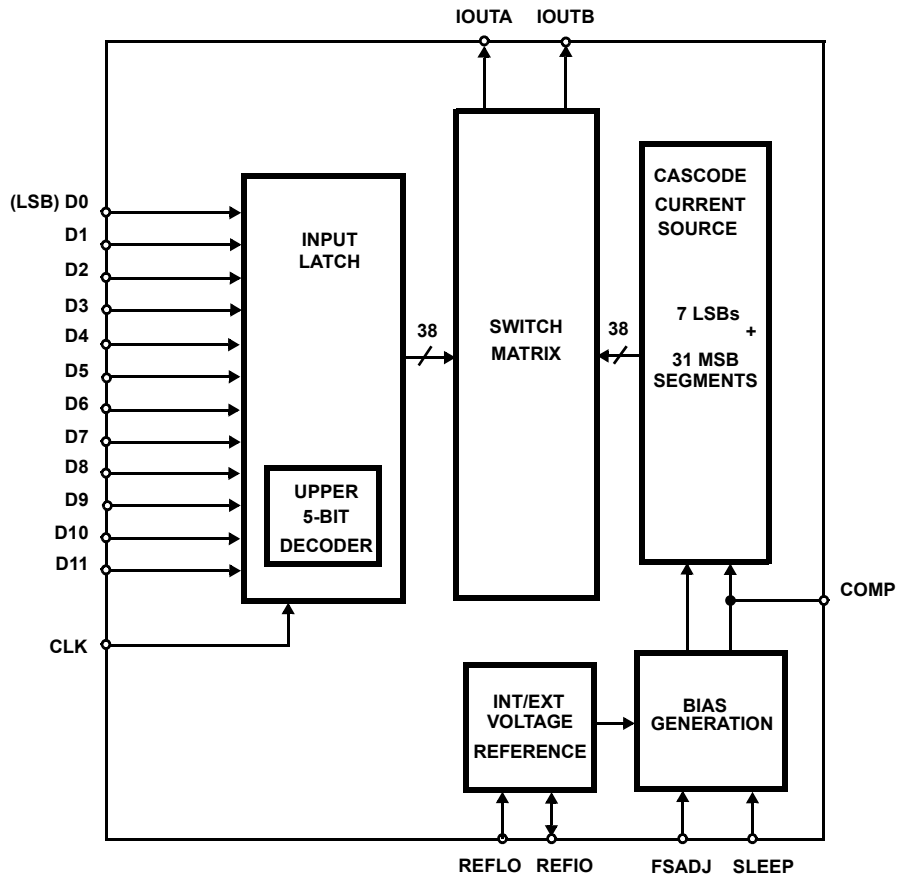 IOUTA IOUTB
(LSB) D0
D1
D2
D3
D4
D5
D6
D7
D8
D9
D10
D11
CLK
INPUT
LATCH
UPPER
5-BIT
DECODER
38
SWITCH
MATRIX
38
CASCODE
CURRENT
SOURCE
7 LSBs
+
31 MSB
SEGMENTS
COMP
INT/EXT
VOLTAGE
REFERENCE
BIAS
GENERATION
REFLO REFIO FSADJ SLEEP